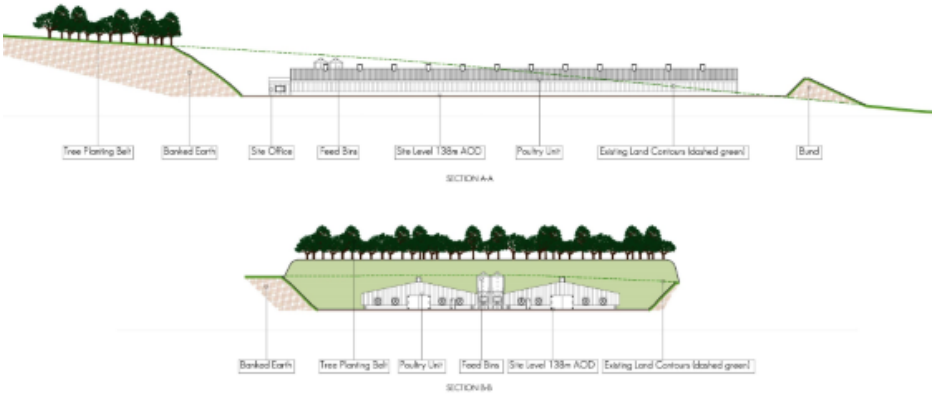 Tree Planting Belt
Banked Earth
Site Office
Feed Bins
Site Level 138m AOD
Poultry Unit
Existing Land Contours (dashed green)
Bund
SECTION A-A
Banked Earth
Tree Planting Belt
Poultry Unit
Feed Bins
Site Level 138m AOD
Existing Land Contours (dashed green)
SECTION B-B